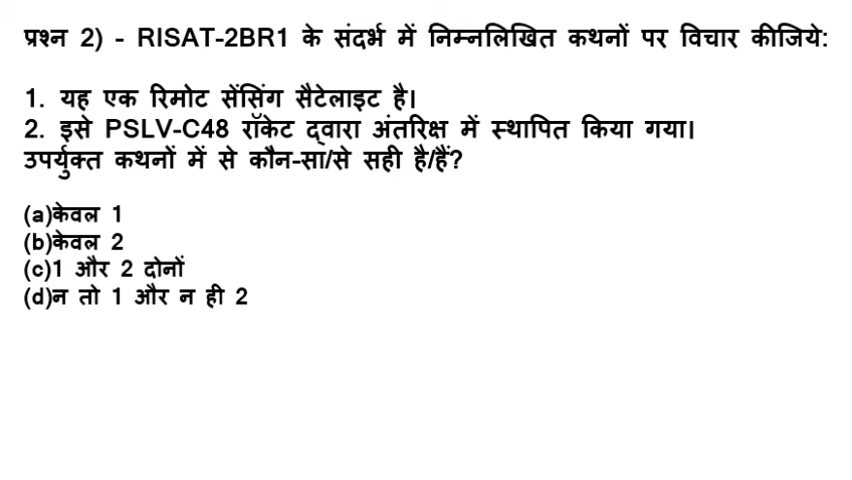 प्रश्न 2) - RISAT-2BR1 के संदर्भ में निम्नलिखित कथनों पर विचार कीजिये:
1. यह एक रिमोट सेंसिंग सैटेलाइट है।
2. इसे PSLV-C48 रॉकेट द्वारा अंतरिक्ष में स्थापित किया गया।
उपर्युक्त कथनों में से कौन-सा/से सही है/हैं?
(a)केवल 1
(b)केवल 2
(c)1 और 2 दोनों
(d)न तो 1 और न ही 2